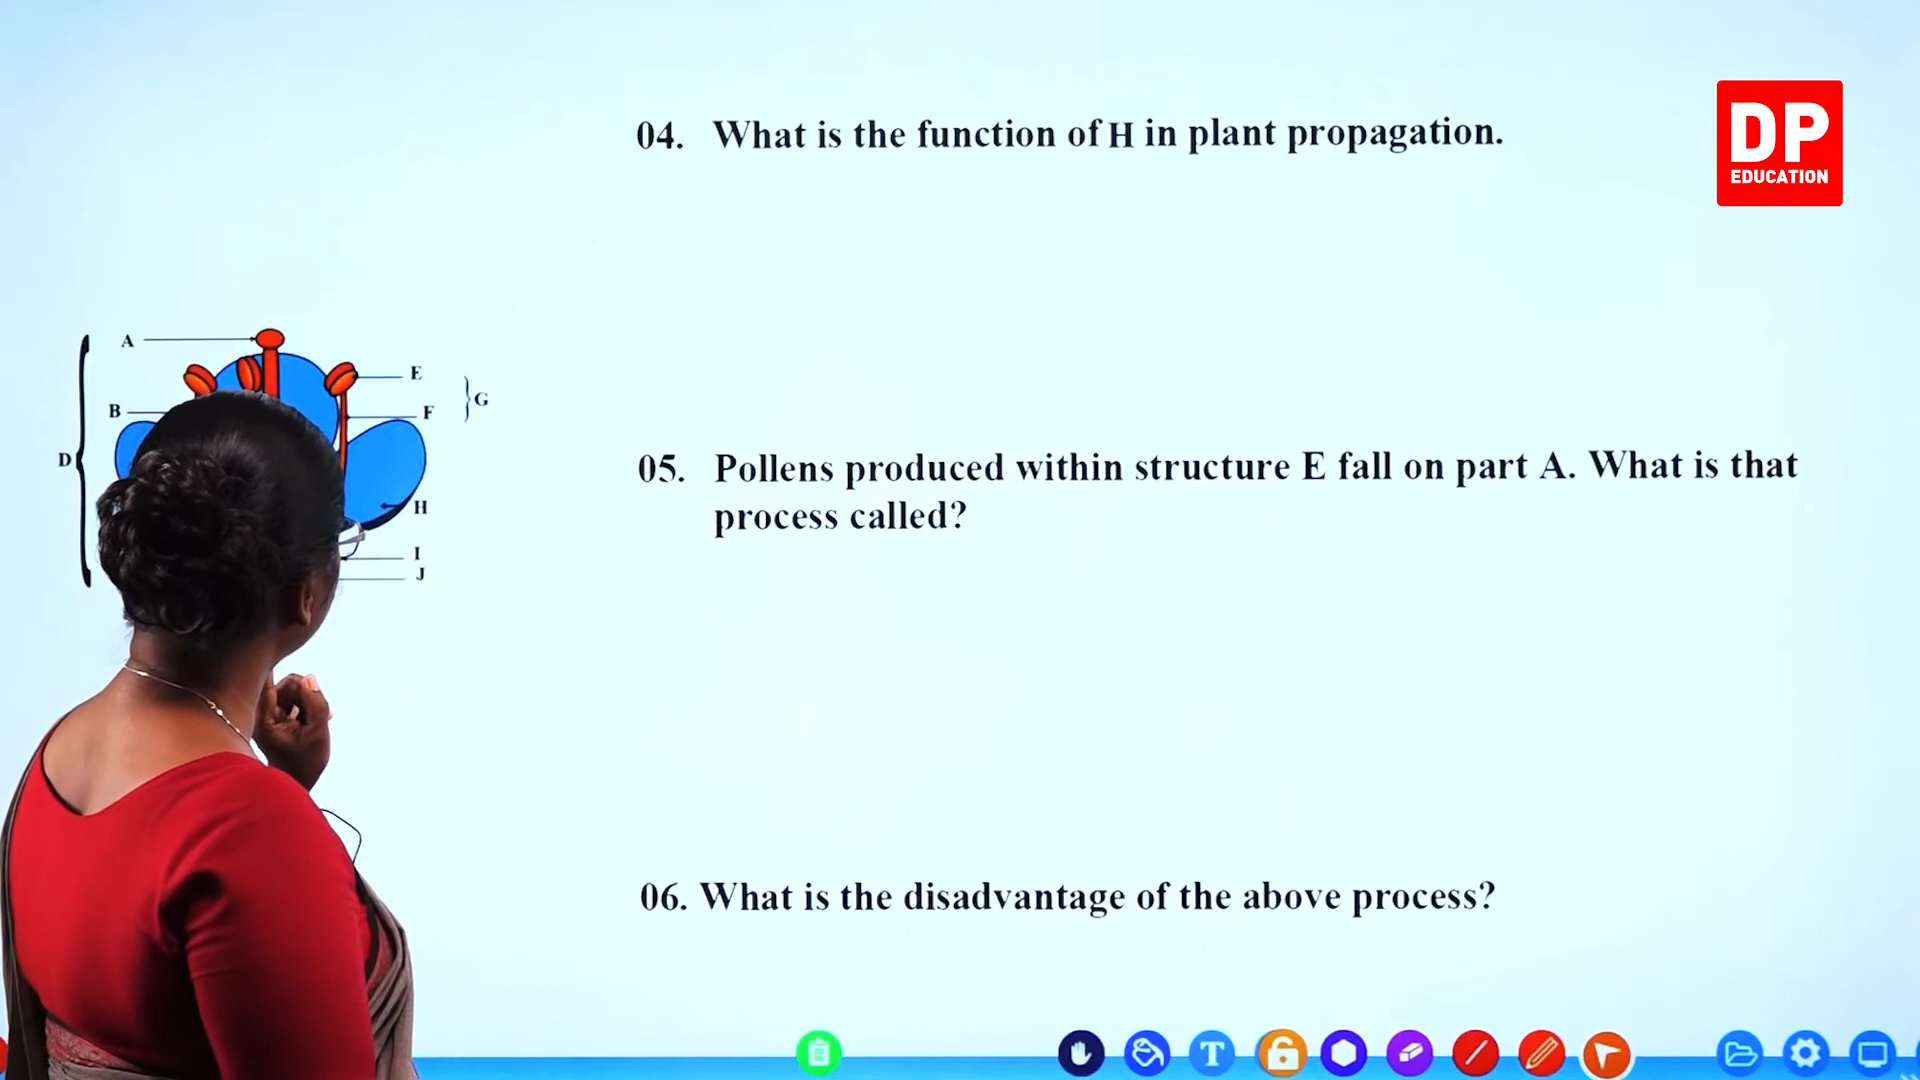 04. What is the function of H in plant propagation.
DP
EDUCATION
A
E
G
B
F
D
H
I
J
05. Pollens produced within structure E fall on part A. What is that
process called?
06. What is the disadvantage of the above process?
T